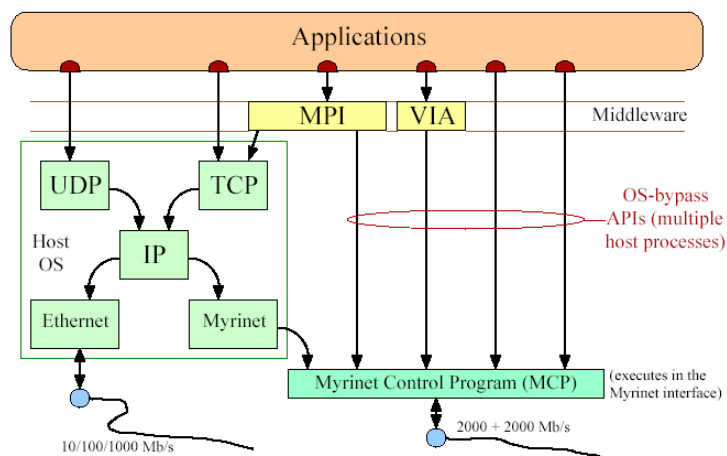 Applications
MPI
VIA
Middleware
UDP
TCP
OS-bypass
APIs (multiple
host processes)
Host
OS
IP
Ethernet
Myrinet
Myrinet Control Program (MCP)
(executes in the
Myrinet interface)
10/100/1000 Mb/s
2000 + 2000 Mb/s